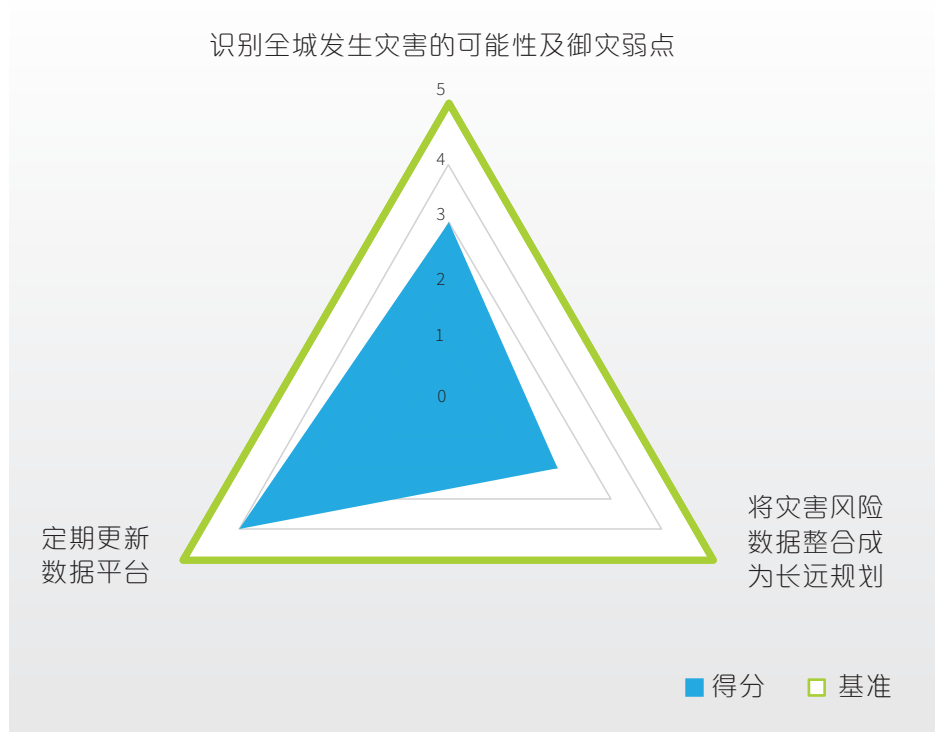 识别全城发生灾害的可能性及御灾弱点
5
4
3
2
1
0
定期更新
数据平台
将灾害风险
数据整合成
为长远规划
得分
基准